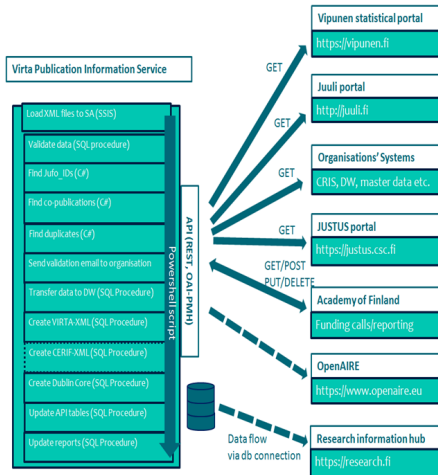 Virta Publication Information Service
Load XML files to SA (SSIS)
Validate data (SQL procedure)
Find Jufo_IDs (C#)
Find co-publications (C#)
Find duplicates (C#)
Send validation email to organisation
Transfer data to DW (SQL Procedure)
Create VIRTA-XML (SQL Procedure)
Create CERIF-XML (SQL Procedure)
Create Dublin Core (SQL Procedure)
Update API tables (SQL Procedure)
Update reports (SQL Procedure)
Powershell script
API (REST, OAI-PMH)
GET
GET
GET
GET
GET/POST
PUT/DELETE
Data flow
via db connection
Vipunen statistical portal
https://vipunen.fi
Juuli portal
http://juuli.fi
Organisations' Systems
CRIS, DW, master data etc.
JUSTUS portal
https://justus.csc.fi
Academy of Finland
Funding calls/reporting
OpenAIRE
https://www.openaire.eu
Research information hub
https://research.fi